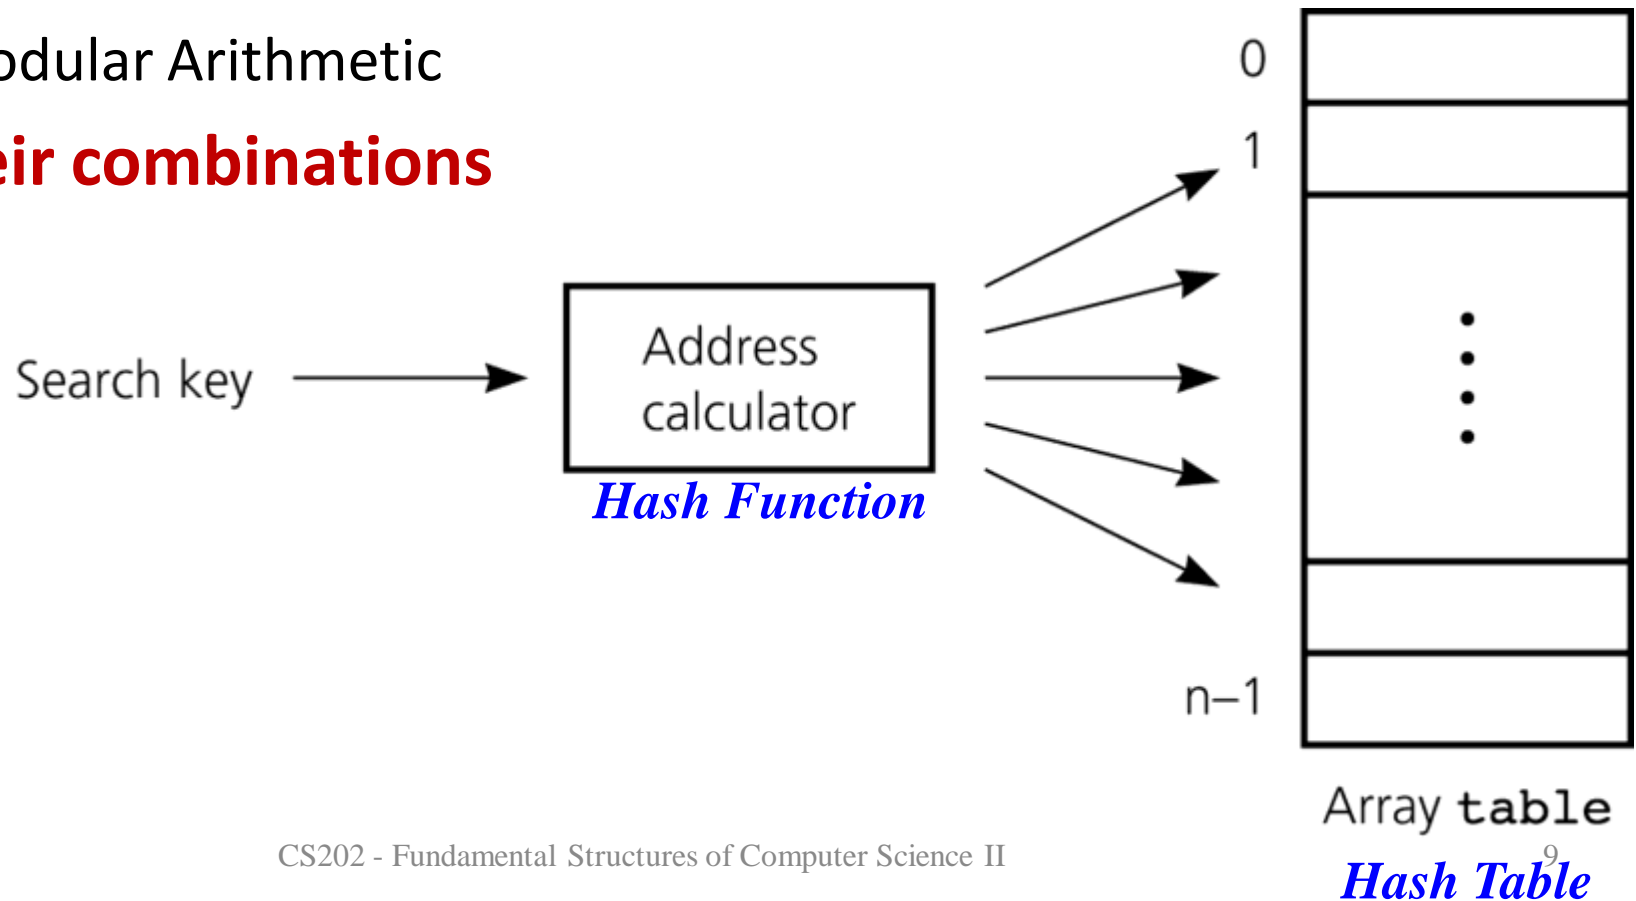 odular Arithmetic
eir combinations
0
1
Search key
Address
calculator
Hash Function
n–1
Array table
CS202 - Fundamental Structures of Computer Science II
9
Hash Table